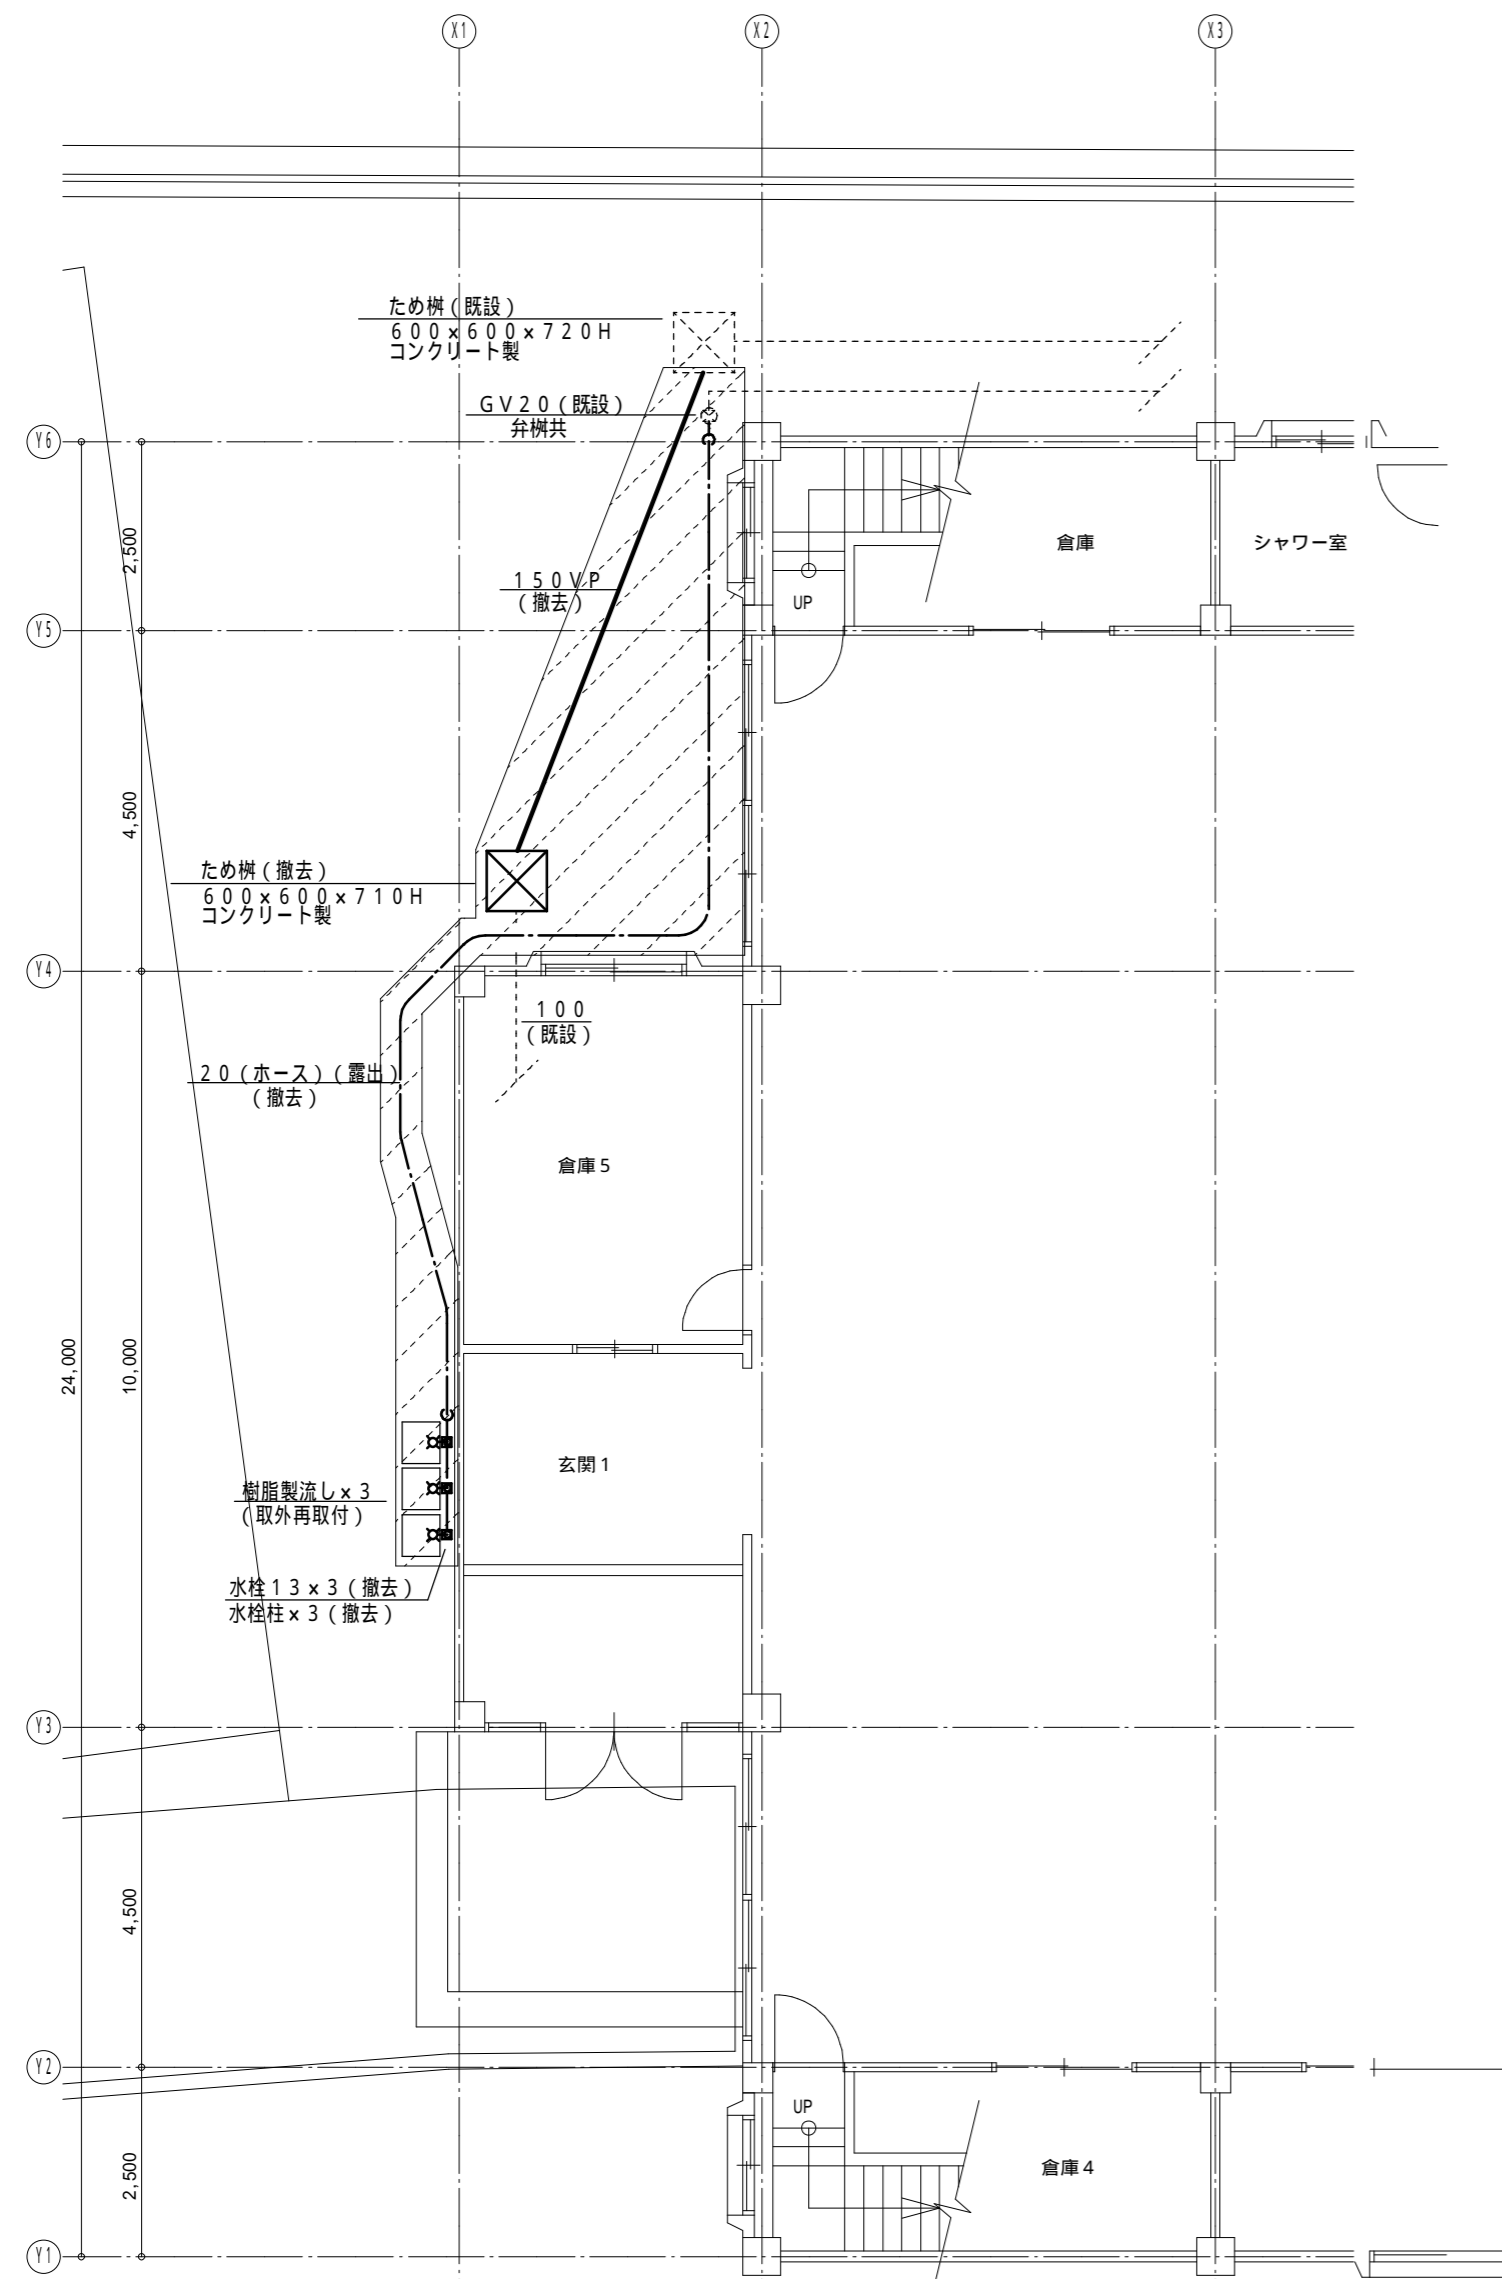 X1
X2
X3
ため桝(既設)
600×600×720H
コンクリート製
GV20(既設)
弁桝共
Y6
2,500
倉庫
シャワー室
150VP
(撤去)
UP
Y5
4,500
ため桝(撤去)
600×600×710H
コンクリート製
Y4
100
(既設)
20(ホース)(露出)
(撤去)
倉庫5
24,000
10,000
玄関1
樹脂製流し×3
(取外再取付)
水栓13×3(撤去)
水栓柱×3(撤去)
Y3
4,500
Y2
UP
2,500
倉庫4
Y1